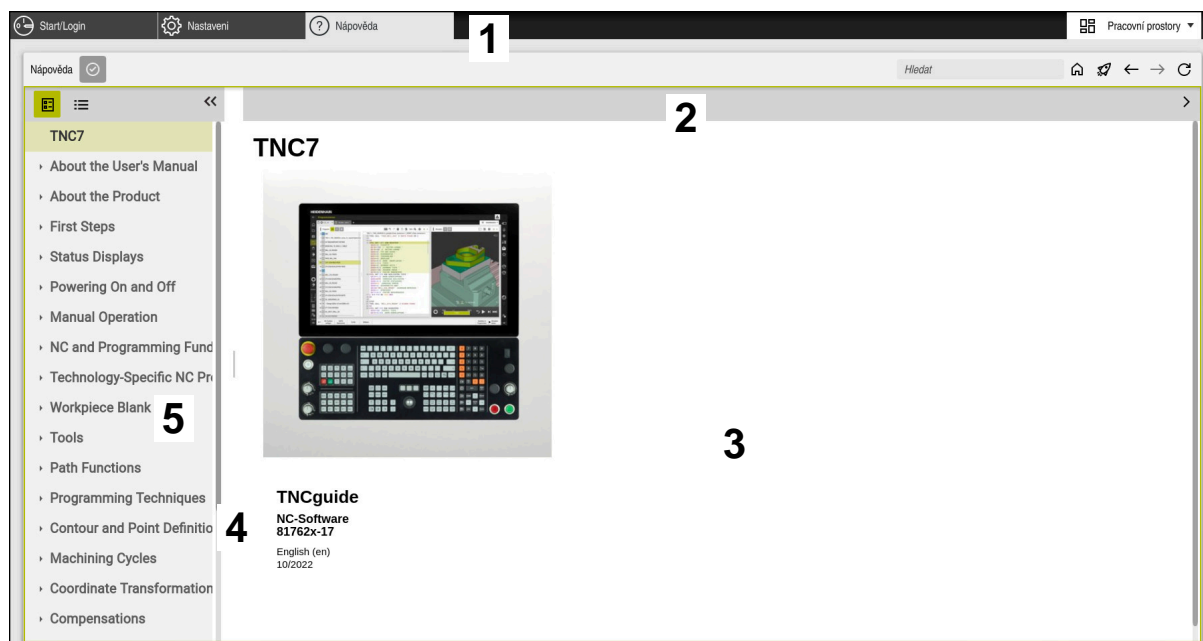 Start/Login
Nastaveni
Nápověda
1
Pracovní prostory
Nápověda
Hledat
2
TNC7
TNC7
About the User's Manual
About the Product
First Steps
Status Displays
Powering On and Off
Manual Operation
NC and Programming Fund
Technology-Specific NC Pr
Workpiece Blank
5
Tools
3
Path Functions
Programming Techniques
TNCguide
Contour and Point Definitio
4
NC-Software
81762x-17
Machining Cycles
English (en)
10/2022
Coordinate Transformation
Compensations